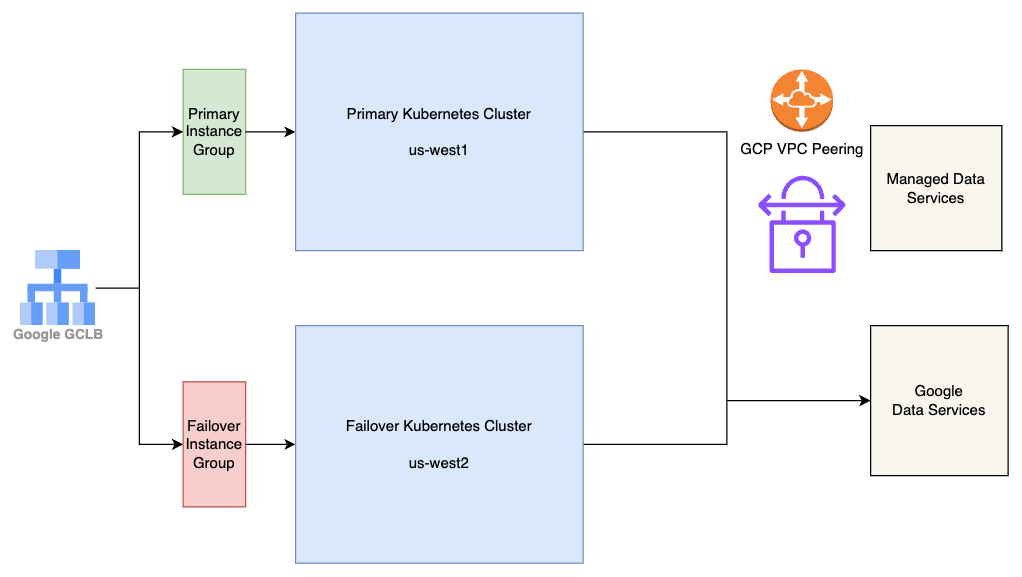 Primary
Instance
Group
Primary Kubernetes Cluster
us-west1
GCP VPC Peering
Managed Data
Services
Google GCLB
Failover
Instance
Group
Failover Kubernetes Cluster
us-west2
Google
Data Services